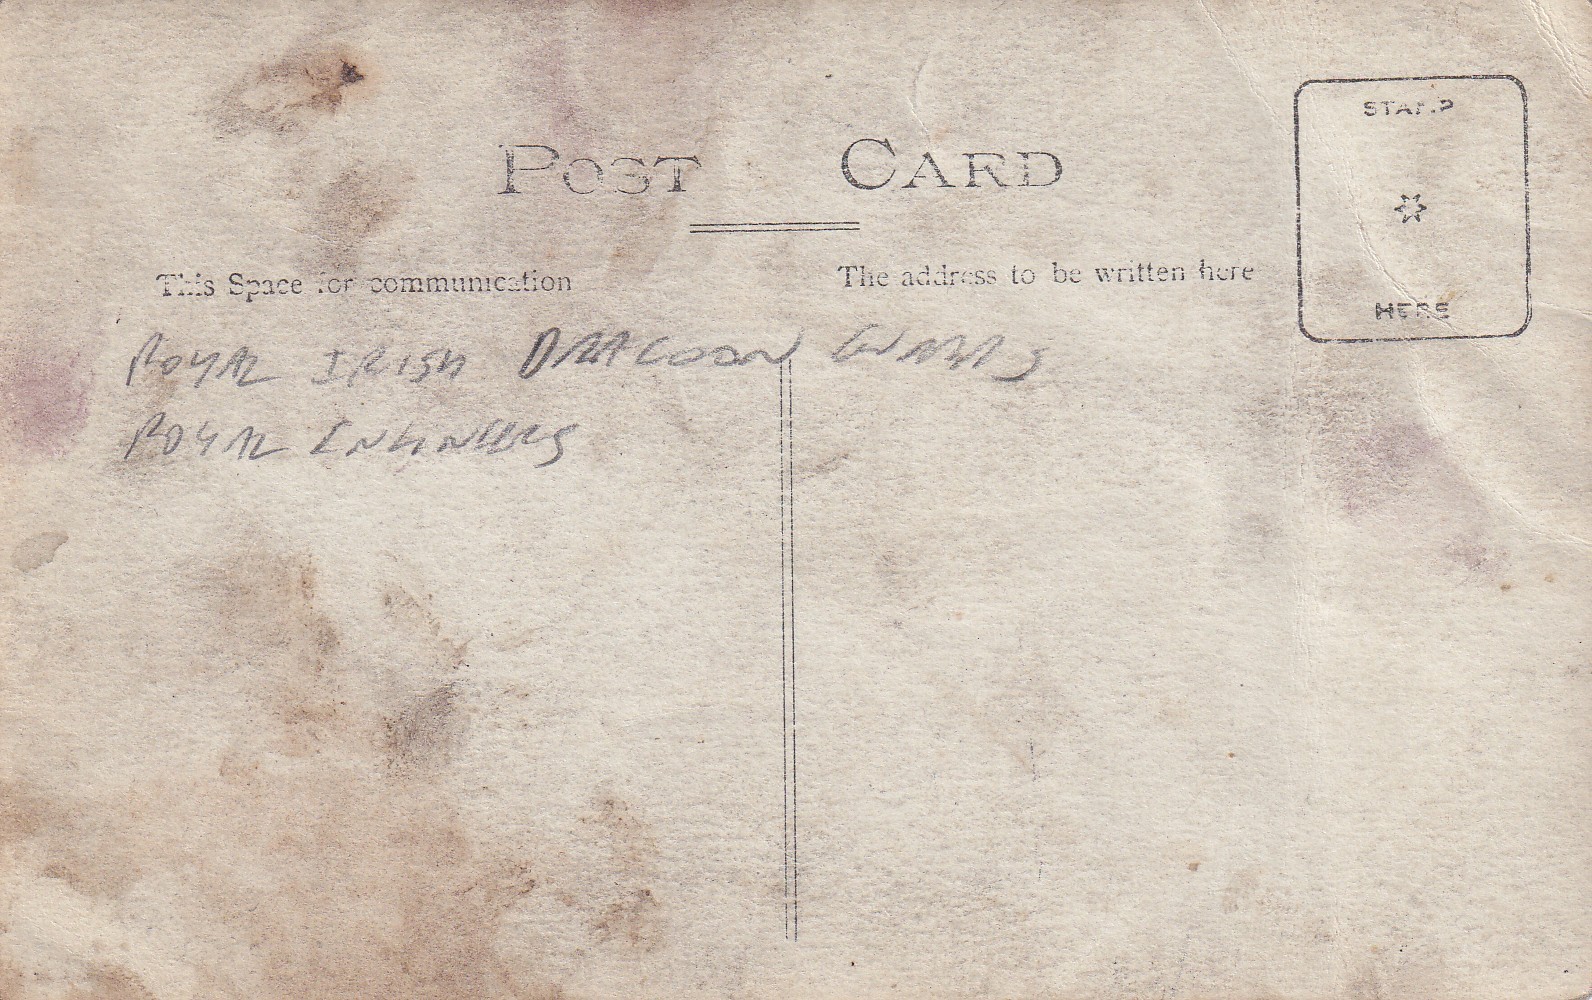 POST CARD
STAMP
HERE
This Space for communication
The address to be written here
ROYAL IRISH DRAGOON GUARDS
ROYAL ENGINEERS